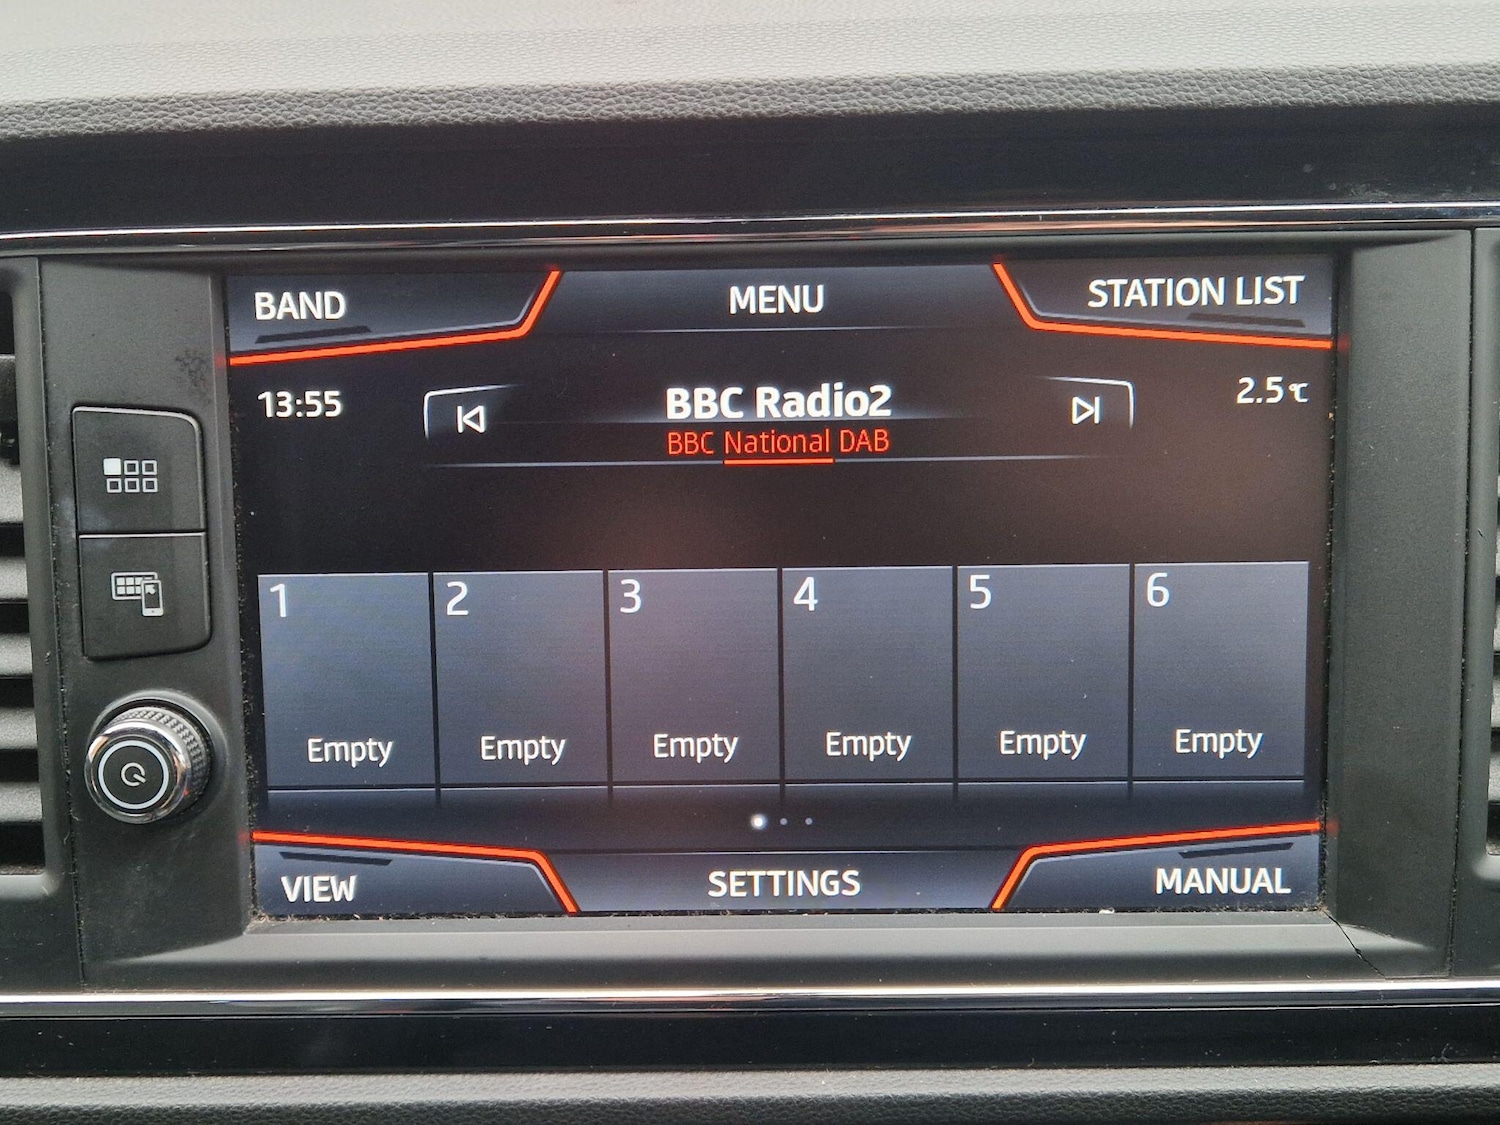 BAND
MENU
STATION LIST
13:55
BBC Radio2
2.5℃
BBC National DAB
1
2
3
4
5
6
Empty
Empty
Empty
Empty
Empty
Empty
VIEW
SETTINGS
MANUAL